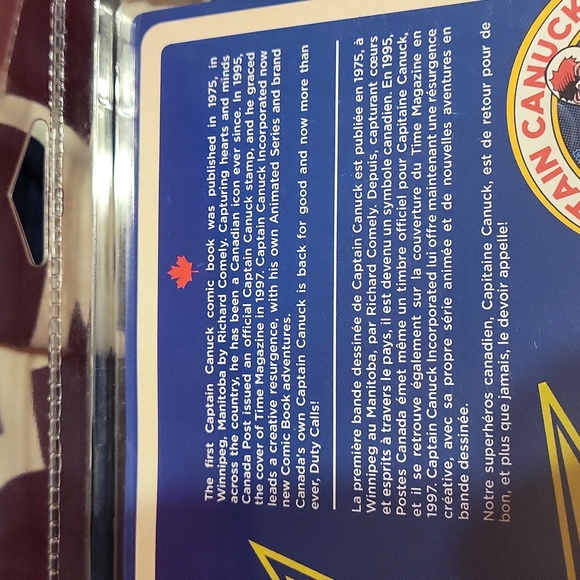 The first Captain Canuck comic book was published in 1975, in
Winnipeg, Manitoba by Richard Comely. Capturing hearts and minds
across the country, he has been a Canadian icon ever since. In 1995,
Canada Post issued an official Captain Canuck stamp, and he graced
the cover of Time Magazine in 1997. Captain Canuck Incorporated now
leads a creative resurgence, with his own Animated Series and brand
new Comic Book adventures.
Canada's own Captain Canuck is back for good and now more than
ever, Duty Calls!
La première bande dessinée de Captain Canuck est publiée en 1975, à
Winnipeg au Manitoba, par Richard Comely. Depuis, capturant cœurs
et esprits à travers le pays, il est devenu un symbole canadien. En 1995,
Postes Canada émet même un timbre officiel pour Capitaine Canuck,
et il se retrouve également sur la couverture du Time Magazine en
1997. Captain Canuck Incorporated lui offre maintenant une résurgence
créative, avec sa propre série animée et de nouvelles aventures en
bande dessinée.
Notre superhéros canadien, Capitaine Canuck, est de retour pour de
bon, et plus que jamais, le devoir appelle!
TAIN CANUCK